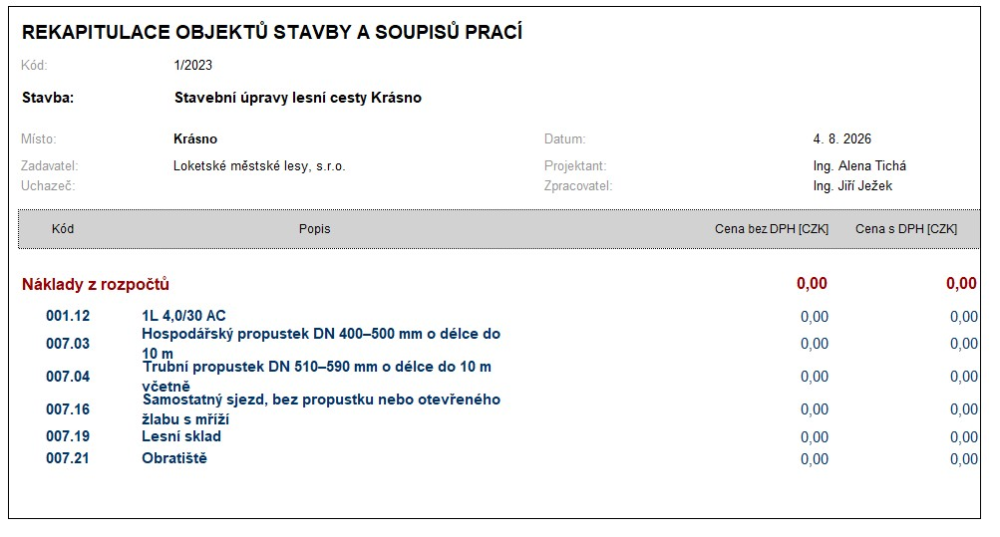 REKAPITULACE OBJEKTŮ STAVBY A SOUPISŮ PRACÍ
Kód: 1/2023
Stavba: Stavební úpravy lesní cesty Krásno
Místo: Krásno Datum: 4. 8. 2026
Zadavatel: Loketské městské lesy, s.r.o. Projektant: Ing. Alena Tichá
Uchazeč: Zpracovatel: Ing. Jiří Ježek
Kód Popis Cena bez DPH [CZK] Cena s DPH [CZK]
Náklady z rozpočtů 0,00 0,00
001.12 1L 4,0/30 AC 0,00 0,00
007.03 Hospodářský propustek DN 400–500 mm o délce do 0,00 0,00
10 m
007.04 Trubní propustek DN 510–590 mm o délce do 10 m 0,00 0,00
včetně
007.16 Samostatný sjezd, bez propustku nebo otevřeného 0,00 0,00
žlabu s mříží
007.19 Lesní sklad 0,00 0,00
007.21 Obratiště 0,00 0,00